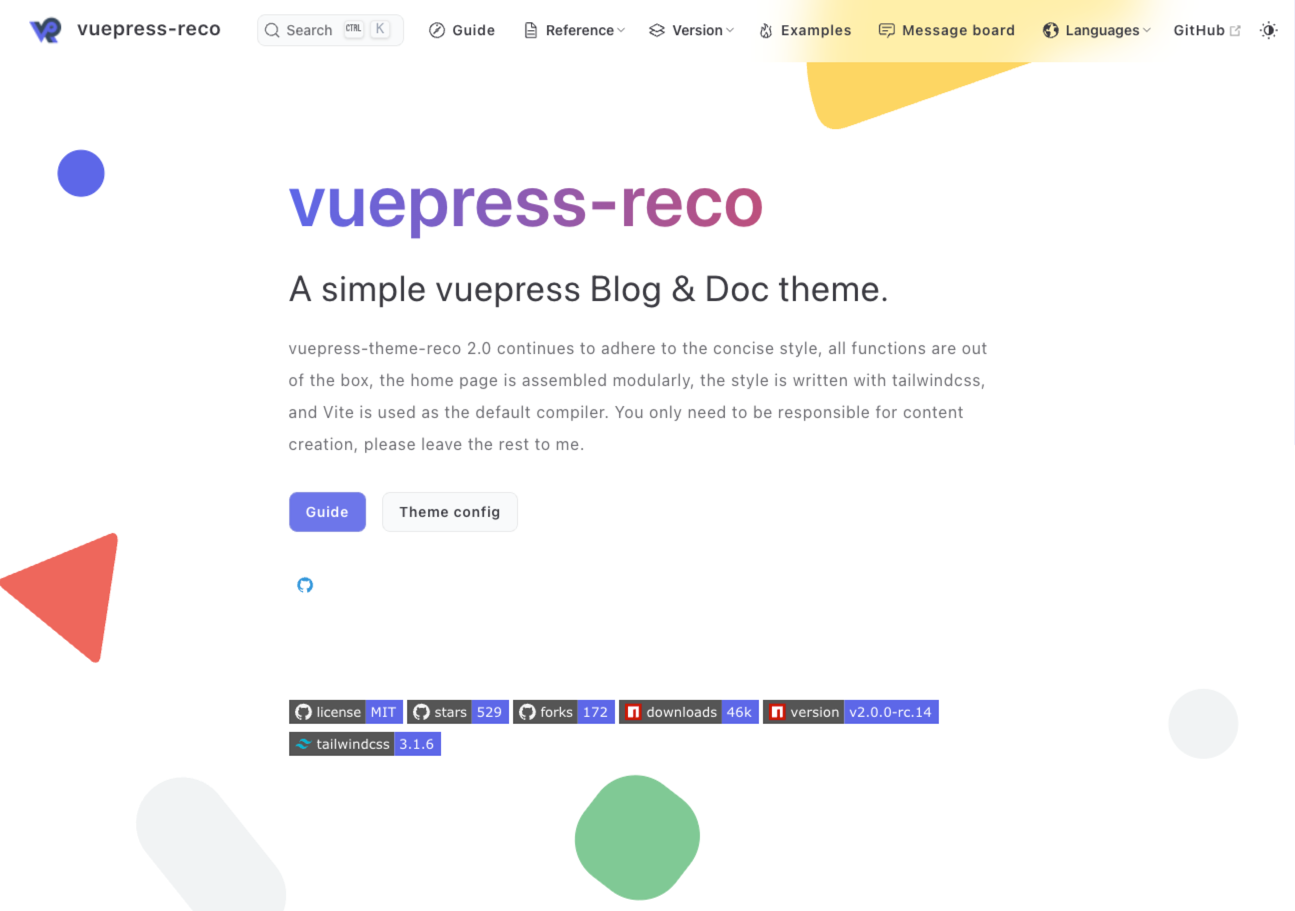 vuepress-reco Search CTRL K Guide Reference Version Examples Message board Languages GitHub
vuepress-reco
A simple vuepress Blog & Doc theme.
vuepress-theme-reco 2.0 continues to adhere to the concise style, all functions are out
of the box, the home page is assembled modularly, the style is written with tailwindcss,
and Vite is used as the default compiler. You only need to be responsible for content
creation, please leave the rest to me.
Guide Theme config
license MIT stars 529 forks 172 downloads 46k version v2.0.0-rc.14
tailwindcss 3.1.6